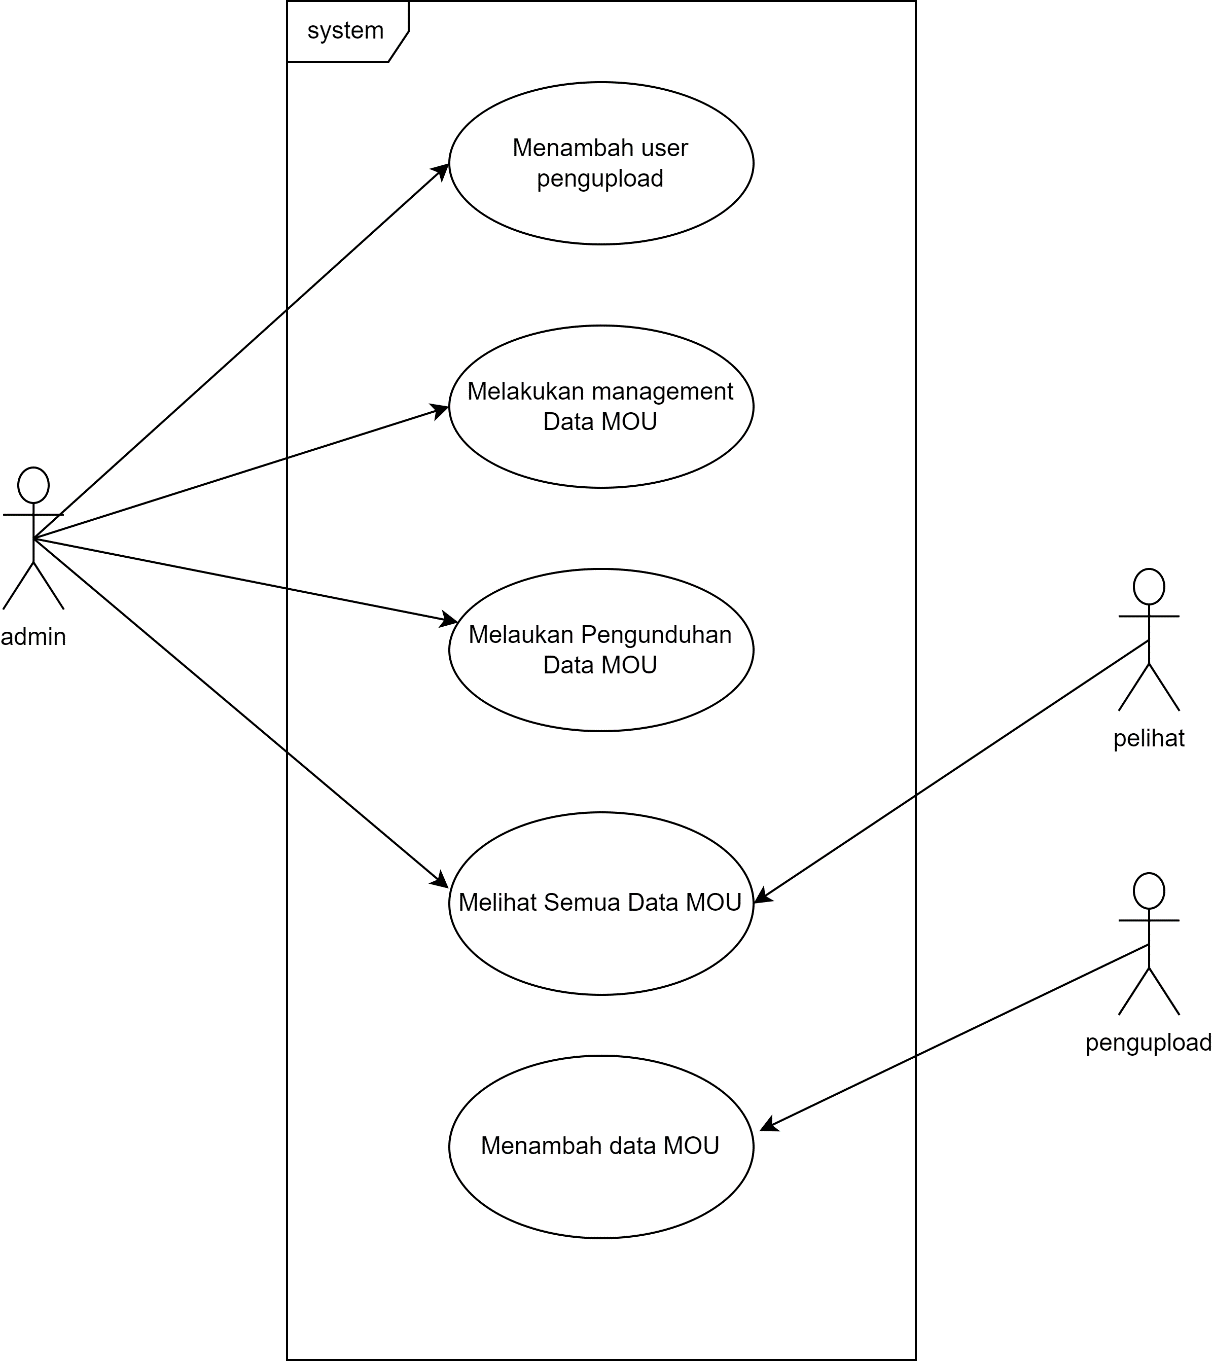 system
Menambah user
pengupload
Melakukan management
Data MOU
admin
Melaukan Pengunduhan
Data MOU
pelihat
Melihat Semua Data MOU
pengupload
Menambah data MOU